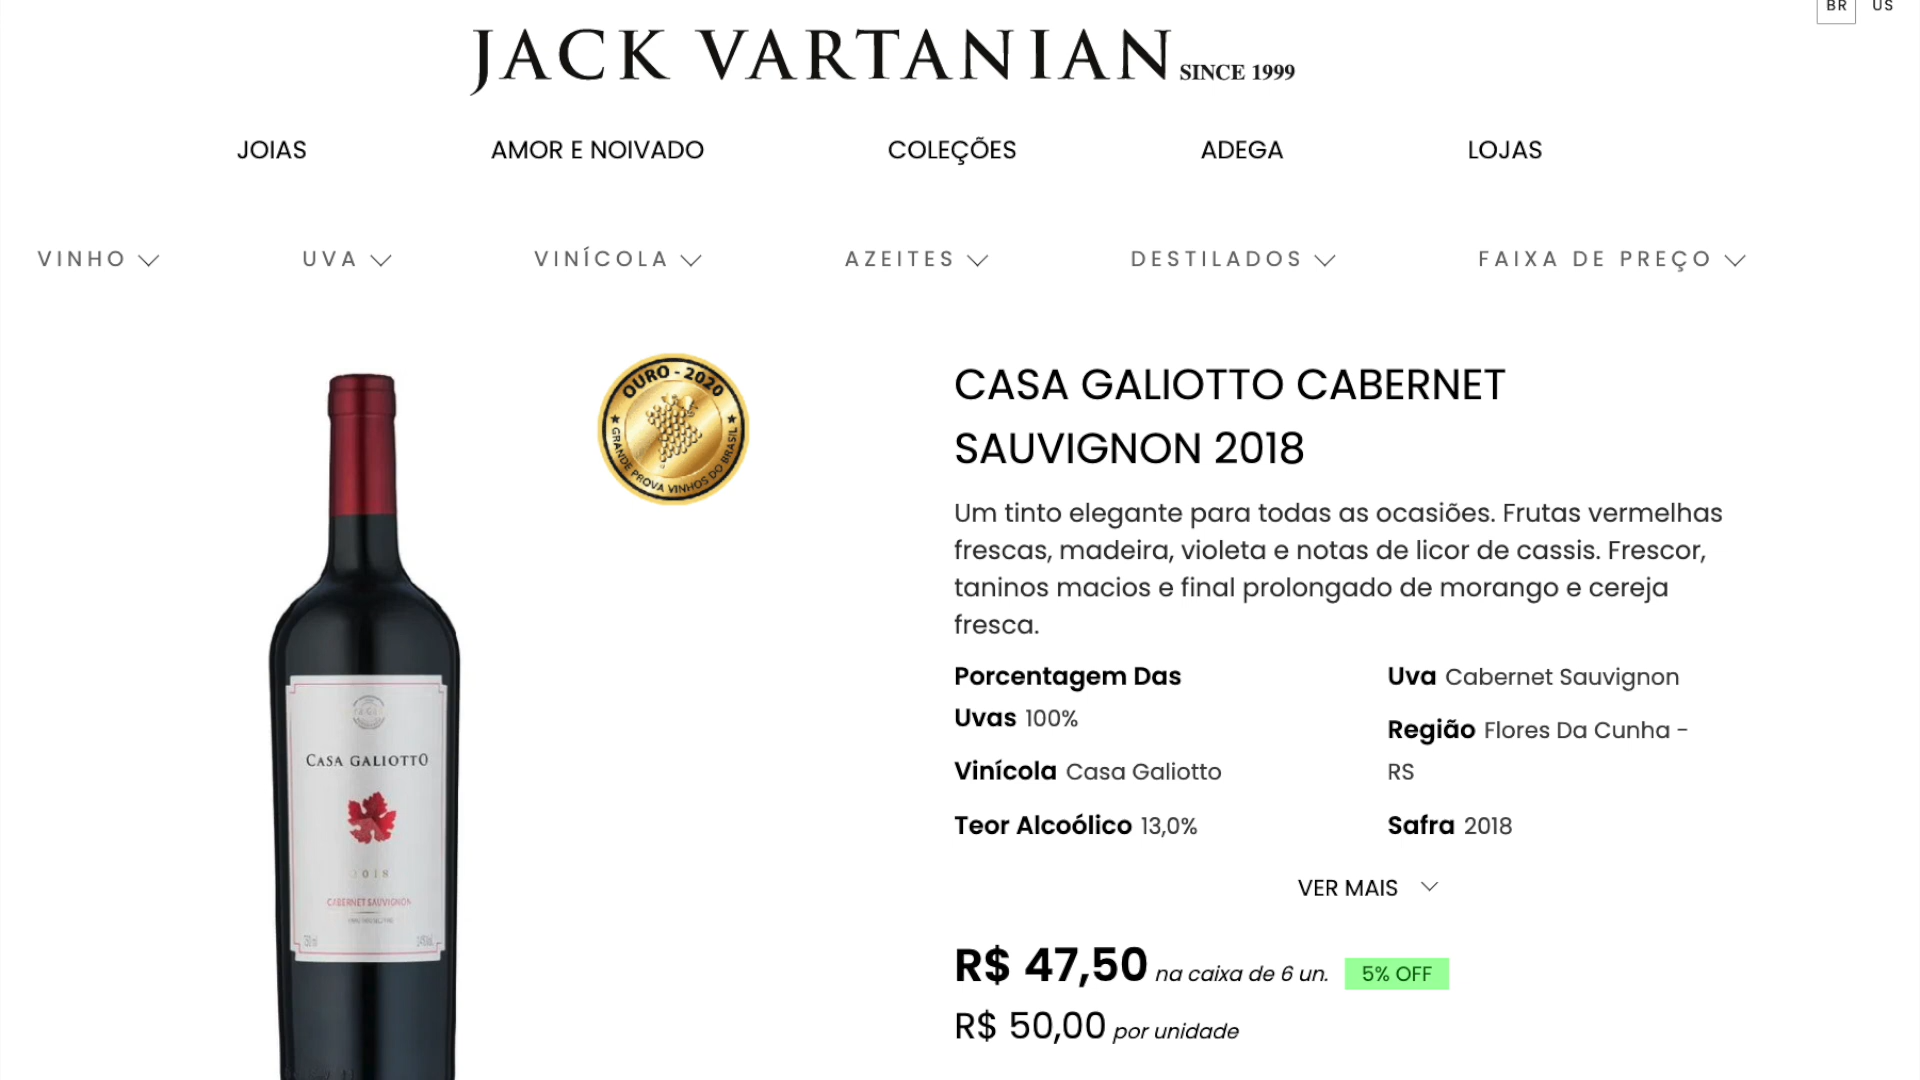 BR US
JACK VARTANIAN SINCE 1999
JOIAS AMOR E NOIVADO COLEÇÕES ADEGA LOJAS
VINHO UVA VINÍCOLA AZEITES DESTILADOS FAIXA DE PREÇO
OURO - 2020
GRANDE PROVA VINHOS DO BRASIL
CASA GALIOTTO
CABERNET SAUVIGNON
750 ml
CASA GALIOTTO CABERNET
SAUVIGNON 2018
Um tinto elegante para todas as ocasiões. Frutas vermelhas
frescas, madeira, violeta e notas de licor de cassis. Frescor,
taninos macios e final prolongado de morango e cereja
fresca.
Porcentagem Das
Uvas 100%
Vinícola Casa Galiotto
Teor Alcoólico 13,0%
Uva Cabernet Sauvignon
Região Flores Da Cunha -
RS
Safra 2018
VER MAIS
R$ 47,50 na caixa de 6 un. 5% OFF
R$ 50,00 por unidade